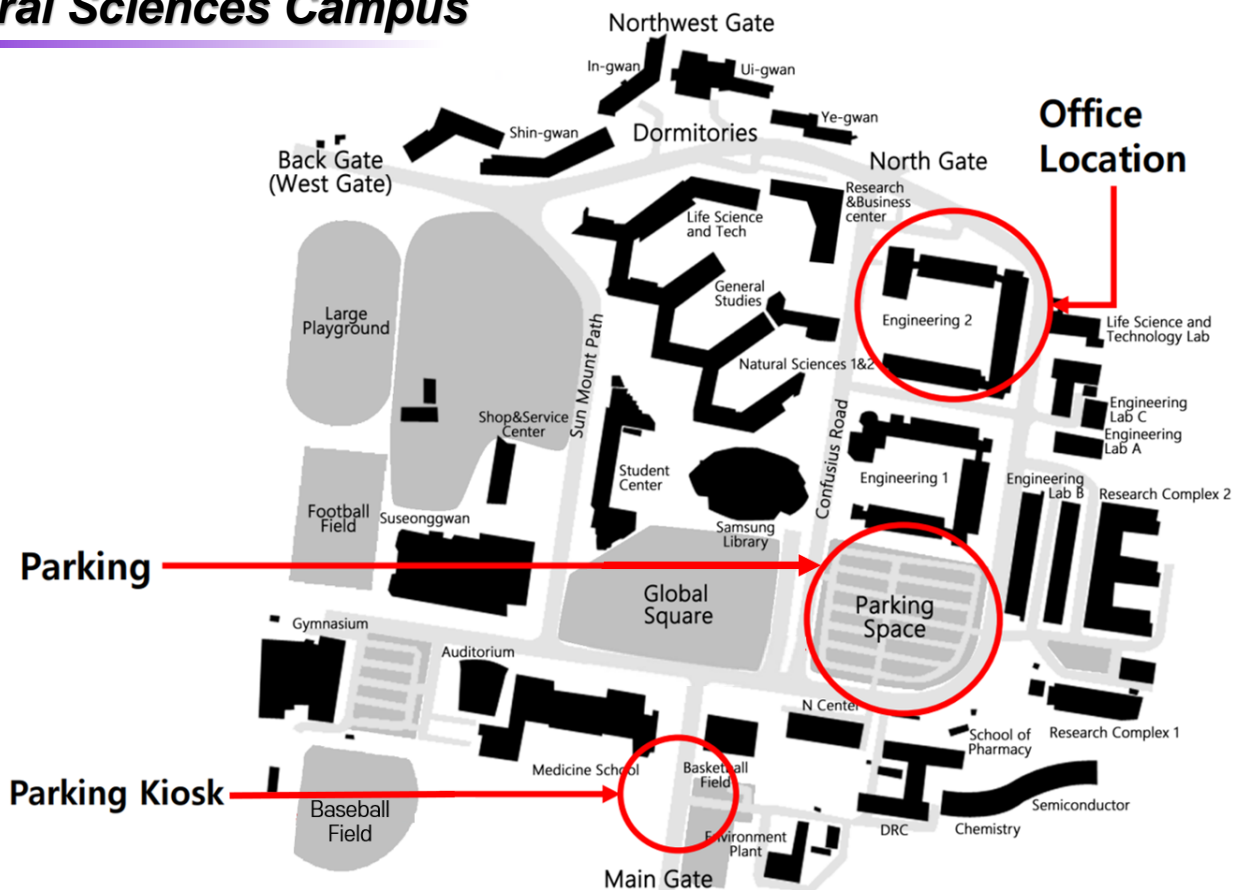 ral Sciences Campus
Northwest Gate
In-gwan
Ui-gwan
Ye-gwan
Shin-gwan
Dormitories
Office
Location
Back Gate
(West Gate)
North Gate
Research
&Business
center
Life Science
and Tech
General
Studies
Large
Playground
Engineering 2
Life Science and
Technology Lab
Sun Mount Path
Natural Sciences 1&2
Shop&Service
Center
Confusius Road
Engineering
Lab C
Engineering
Lab A
Student
Center
Engineering 1
Engineering
Lab B
Research Complex 2
Football
Field
Suseonggwan
Samsung
Library
Parking
Global
Square
Parking
Space
Gymnasium
Auditorium
N Center
School of
Pharmacy
Research Complex 1
Medicine School
Basketball
Field
Parking Kiosk
Baseball
Field
Semiconductor
DRC
Chemistry
Environment
Plant
Main Gate